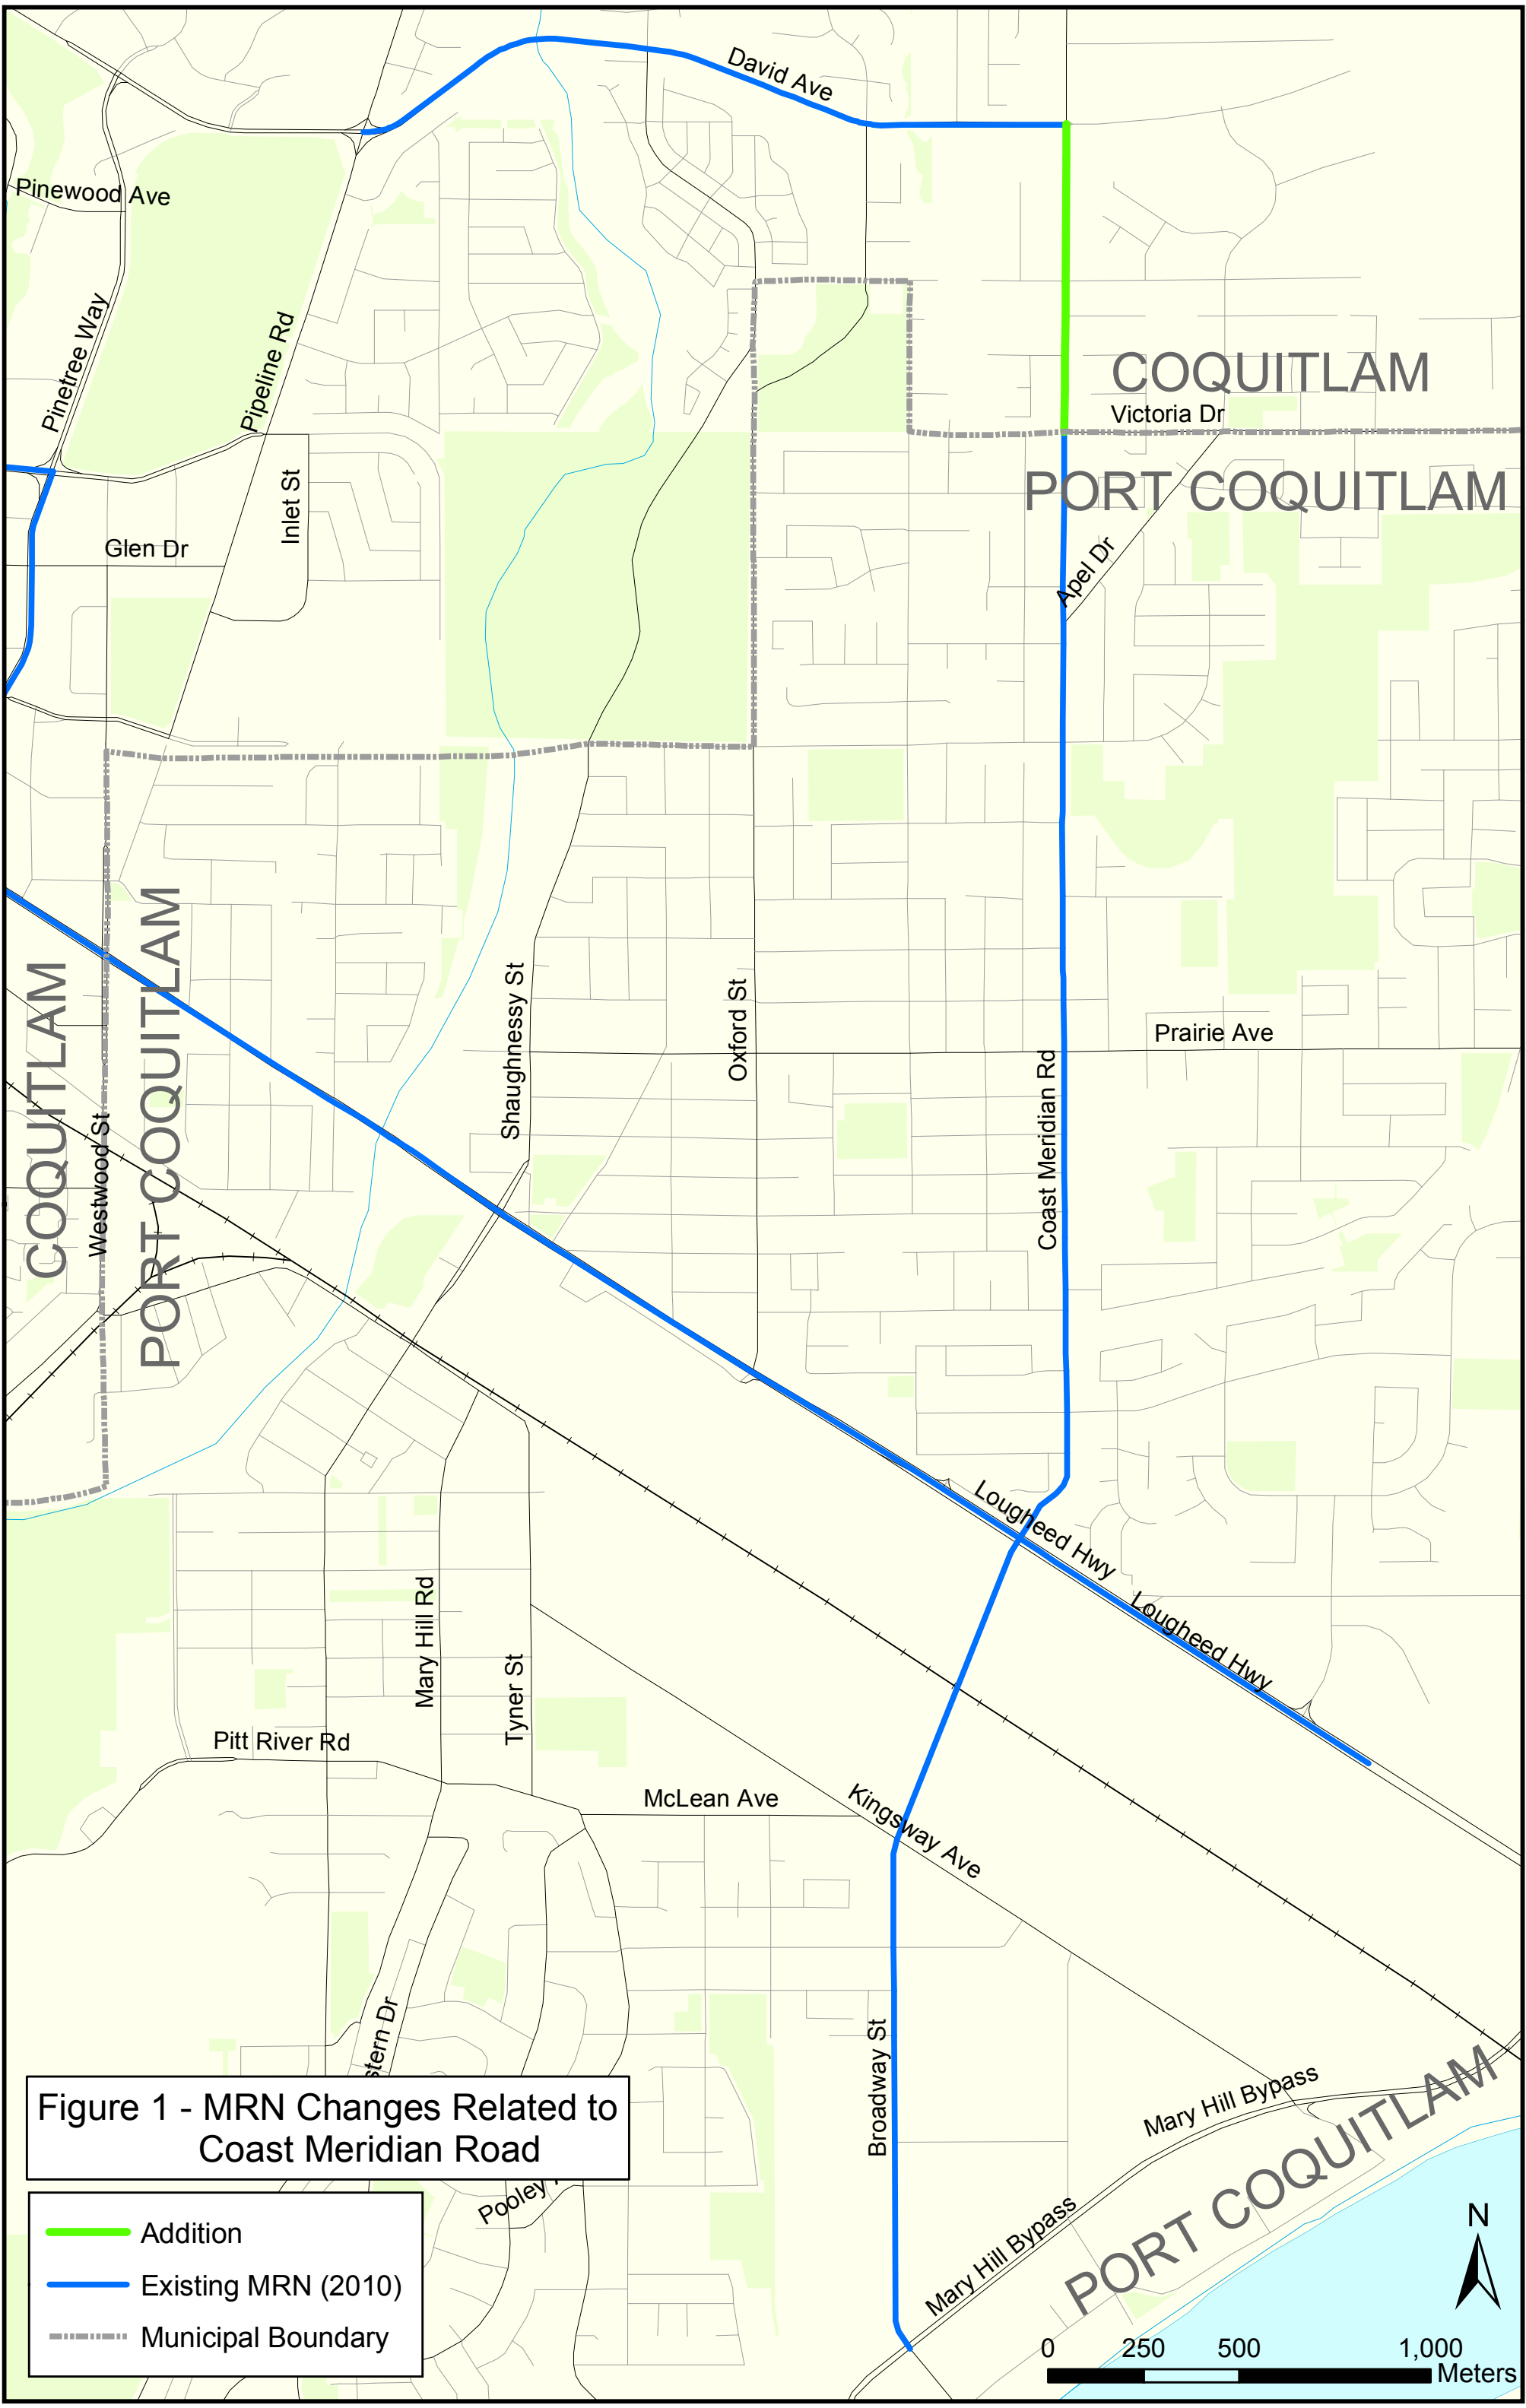 David Ave
Pinewood Ave
Pinetree Way
Pipeline Rd
COQUITLAM
Victoria Dr
PORT COQUITLAM
Inlet St
Glen Dr
Apel Dr
COQUITLAM
PORT COQUITLAM
Westwood St
Shaughnessy St
Oxford St
Coast Meridian Rd
Prairie Ave
Lougheed Hwy
Lougheed Hwy
Mary Hill Rd
Tyner St
Pitt River Rd
McLean Ave
Kingsway Ave
Broadway St
stern Dr
Mary Hill Bypass
Mary Hill Bypass
PORT COQUITLAM
Pooley
Figure 1 - MRN Changes Related to
Coast Meridian Road
Addition
Existing MRN (2010)
Municipal Boundary
N
0 250 500 1,000
Meters